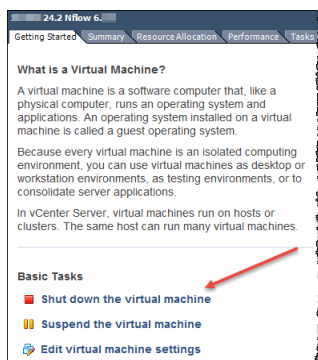 24.2 Nflow 6.
Getting Started Summary Resource Allocation Performance Tasks
What is a Virtual Machine?
A virtual machine is a software computer that, like a
physical computer, runs an operating system and
applications. An operating system installed on a virtual
machine is called a guest operating system.
Because every virtual machine is an isolated computing
environment, you can use virtual machines as desktop or
workstation environments, as testing environments, or to
consolidate server applications.
In vCenter Server, virtual machines run on hosts or
clusters. The same host can run many virtual machines.
Basic Tasks
Shut down the virtual machine
Suspend the virtual machine
Edit virtual machine settings